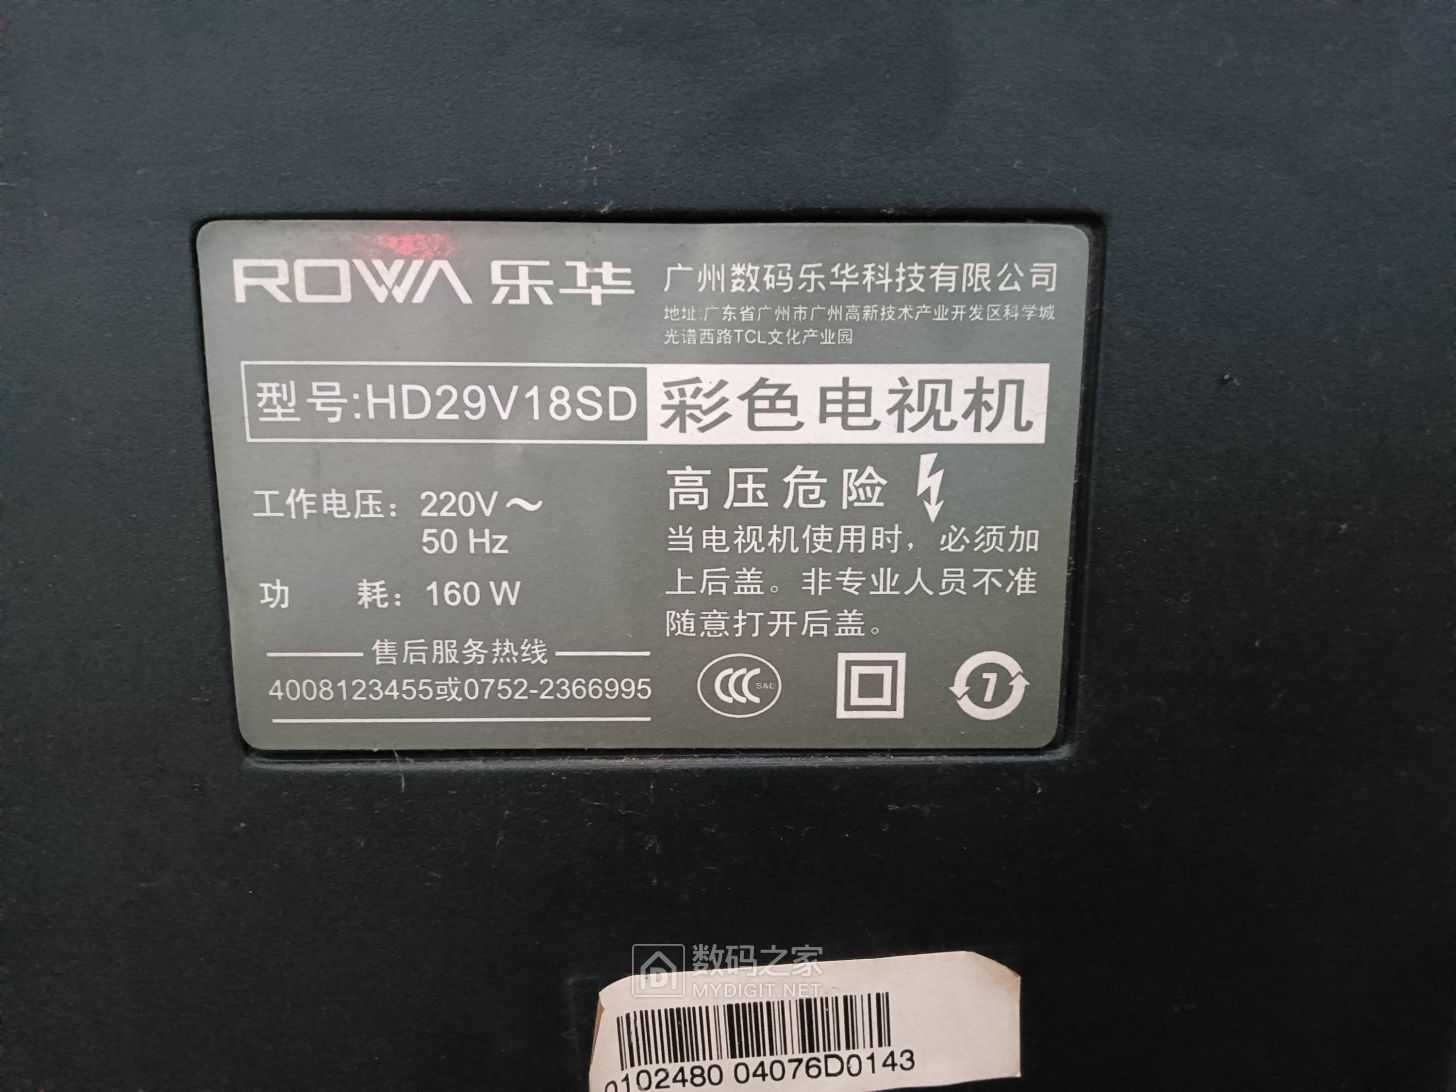 ROWA 乐华
广州数码乐华科技有限公司
地址:广东省广州市广州高新技术产业开发区科学城
光谱西路TCL文化产业园
型号:HD29V18SD
彩色电视机
工作电压：220V～
50 Hz
功 耗：160 W
售后服务热线
4008123455或0752-2366995
高压危险
当电视机使用时，必须加
上后盖。非专业人员不准
随意打开后盖。
CCC S&E
7
数码之家
MYDIGIT.NET
0102480 04076D0143